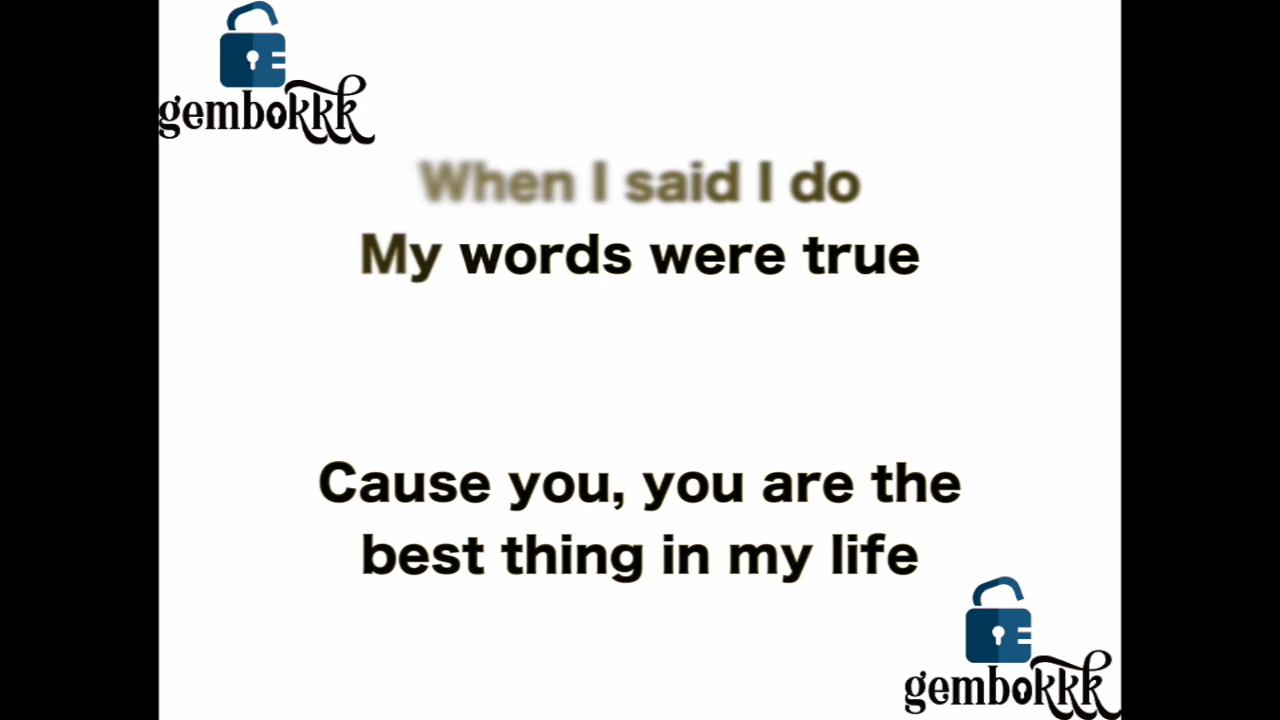 gembokkk
When I said I do
My words were true
Cause you, you are the
best thing in my life
gembokkk